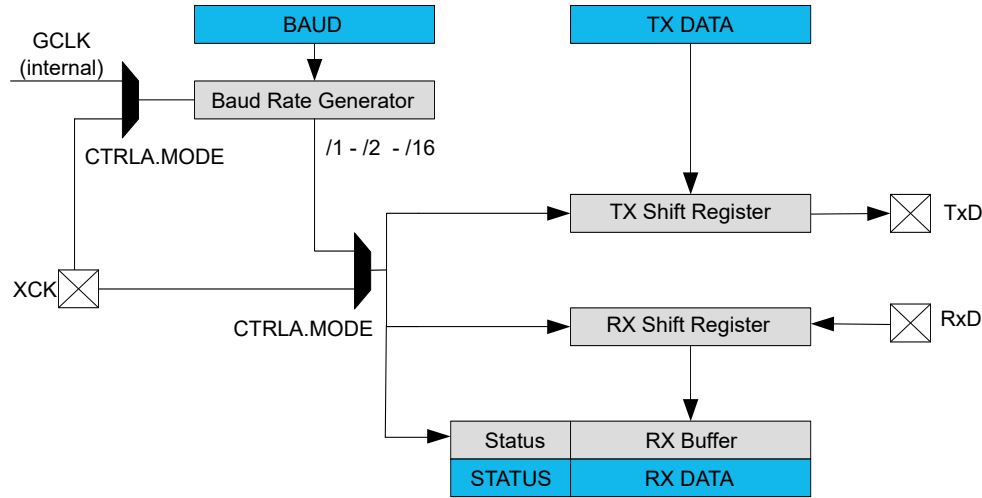 BAUD
TX DATA
GCLK
(internal)
Baud Rate Generator
CTRLA.MODE
/1 - /2 - /16
TX Shift Register
TxD
XCK
CTRLA.MODE
RX Shift Register
RxD
Status
RX Buffer
STATUS
RX DATA